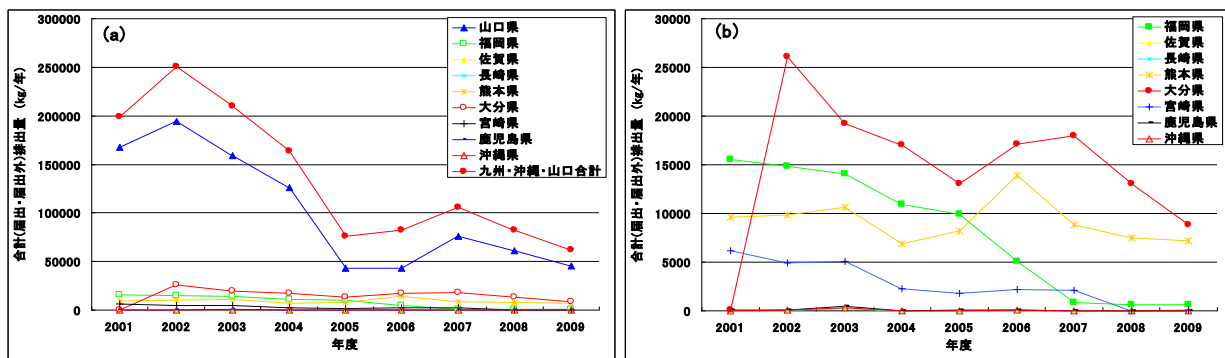 (a)
合計(届出・届出外)排出量 (kg/年)
300000
250000
200000
150000
100000
50000
0
2001 2002 2003 2004 2005 2006 2007 2008 2009
年度
山口県
福岡県
佐賀県
長崎県
熊本県
大分県
宮崎県
鹿児島県
沖縄県
九州・沖縄・山口合計
(b)
合計(届出・届出外)排出量 (kg/年)
30000
25000
20000
15000
10000
5000
0
2001 2002 2003 2004 2005 2006 2007 2008 2009
年度
福岡県
佐賀県
長崎県
熊本県
大分県
宮崎県
鹿児島県
沖縄県